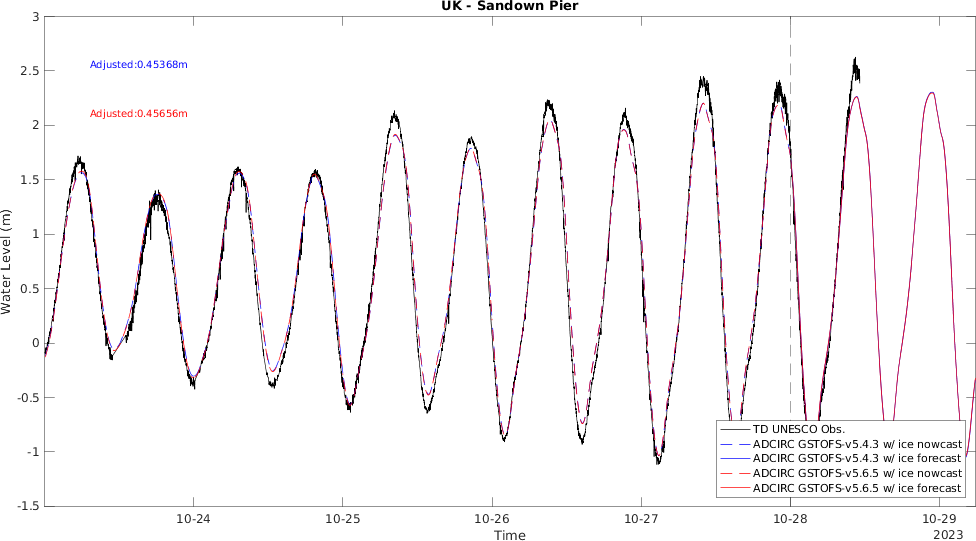 UK - Sandown Pier
3
2.5
2
1.5
1
0.5
0
-0.5
-1
-1.5
Water Level (m)
Adjusted:0.45368m
Adjusted:0.45656m
TD UNESCO Obs.
ADCIRC GSTOFS-v5.4.3 w/ ice nowcast
ADCIRC GSTOFS-v5.4.3 w/ ice forecast
ADCIRC GSTOFS-v5.6.5 w/ ice nowcast
ADCIRC GSTOFS-v5.6.5 w/ ice forecast
10-24 10-25 10-26 10-27 10-28 10-29
Time
2023